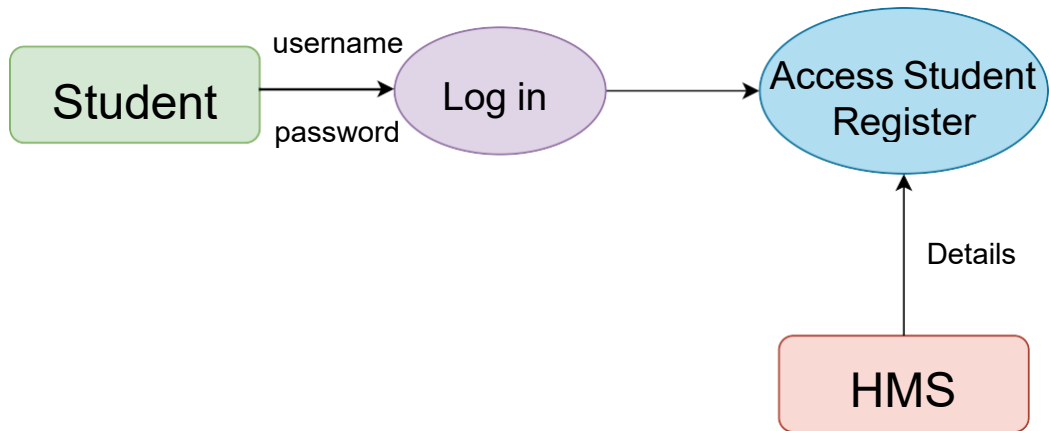 username
Student
password
Log in
Access Student
Register
Details
HMS